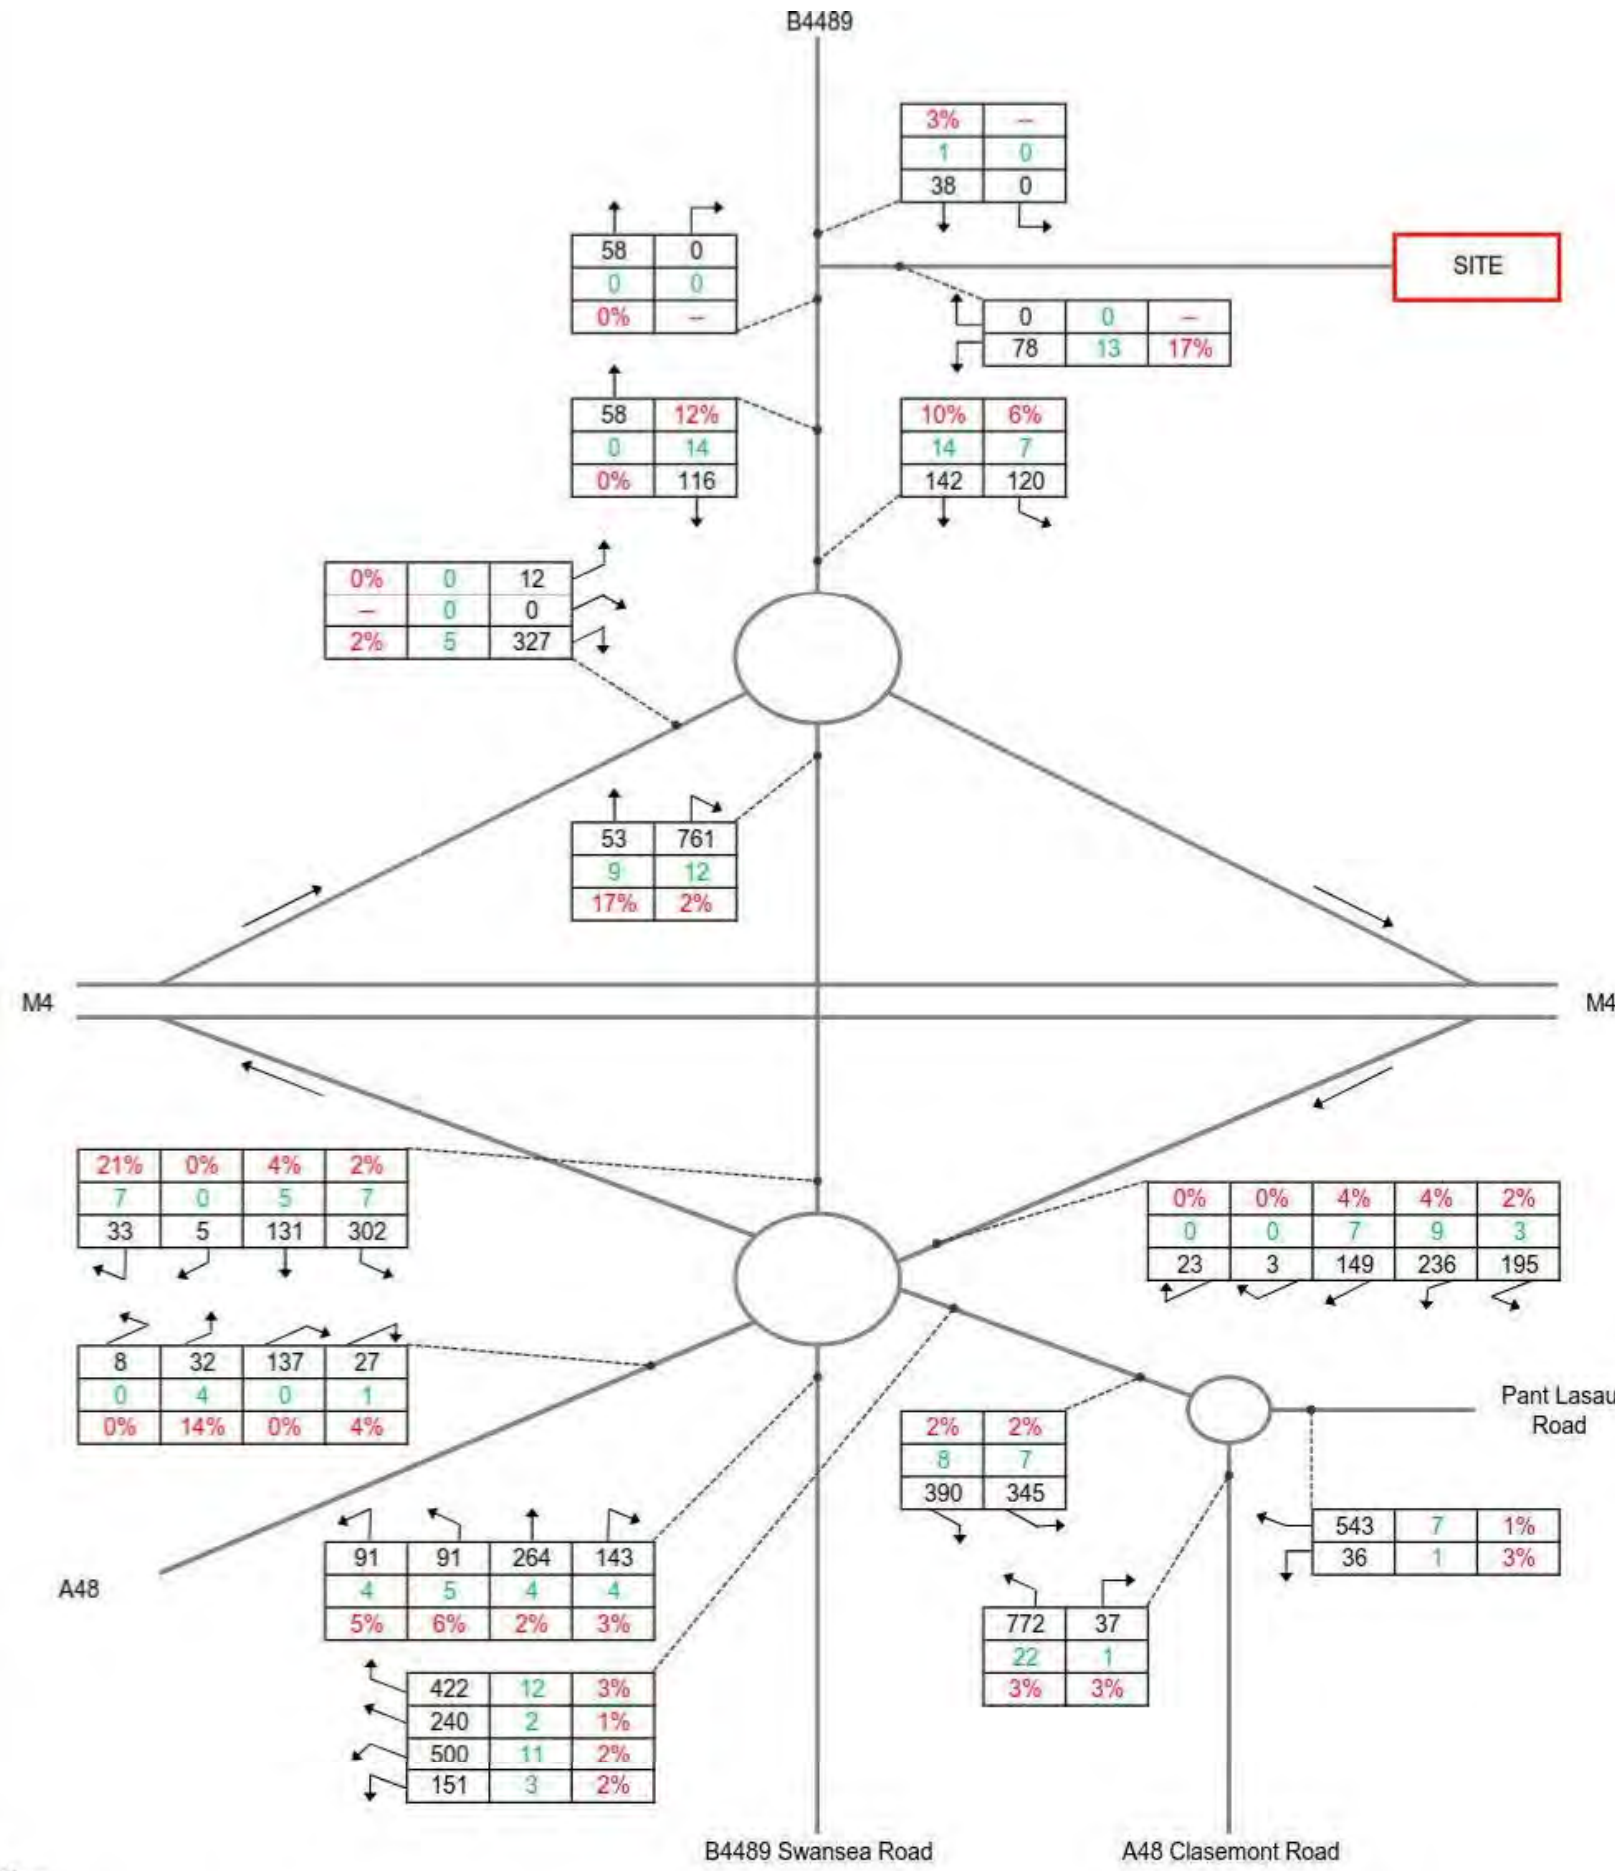 B4489
3% –
1 0
38 0
58 0
0 0
0% –
SITE
0 0 –
78 13 17%
58 12%
0 14
0% 116
10% 6%
14 7
142 120
0% 0 12
– 0 0
2% 5 327
53 761
9 12
17% 2%
M4
M4
21% 0% 4% 2%
7 0 5 7
33 5 131 302
0% 0% 4% 4% 2%
0 0 7 9 3
23 3 149 236 195
8 32 137 27
0 4 0 1
0% 14% 0% 4%
Pant Lasau
Road
2% 2%
8 7
390 345
543 7 1%
36 1 3%
A48
91 91 264 143
4 5 4 4
5% 6% 2% 3%
772 37
22 1
3% 3%
422 12 3%
240 2 1%
500 11 2%
151 3 2%
B4489 Swansea Road
A48 Clasemont Road